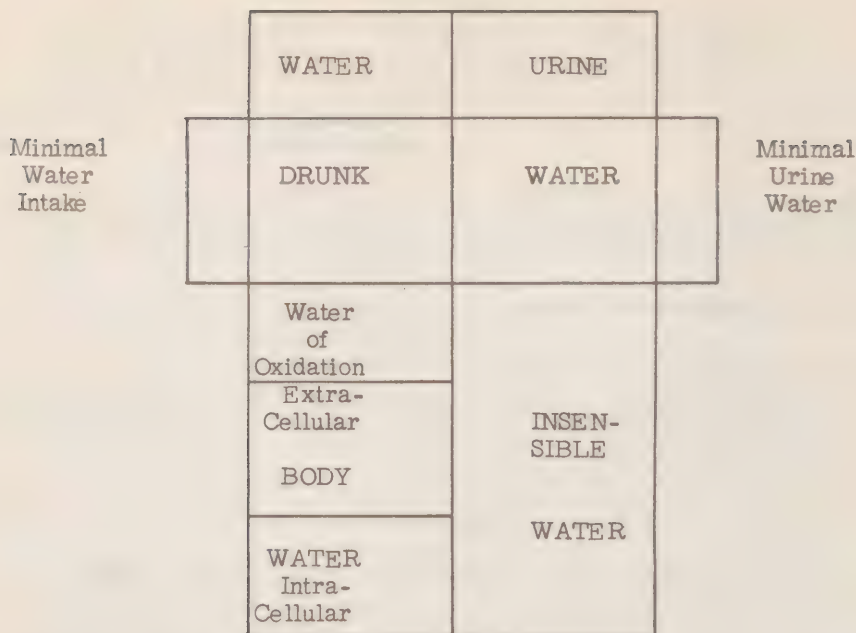 WATER
URINE
Minimal
Water
Intake
DRUNK
WATER
Minimal
Urine
Water
Water
of
Oxidation
Extra-
Cellular
BODY
INSEN-
SIBLE
WATER
WATER
Intra-
Cellular